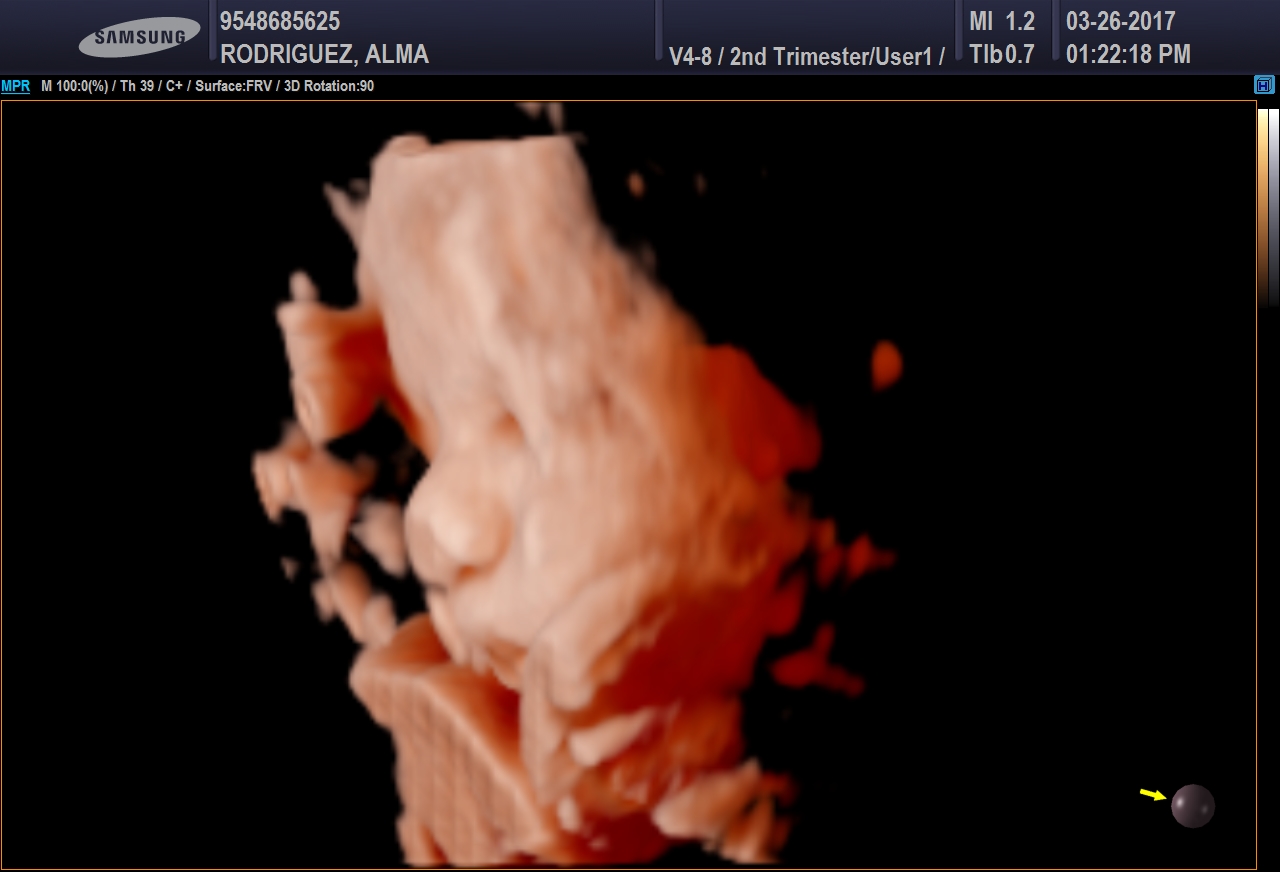 SAMSUNG
9548685625
RODRIGUEZ, ALMA
V4-8 / 2nd Trimester/User1 /
MI 1.2
TIb 0.7
03-26-2017
01:22:18 PM
MPR M 100:0(%) / Th 39 / C+ / Surface:FRV / 3D Rotation:90
H